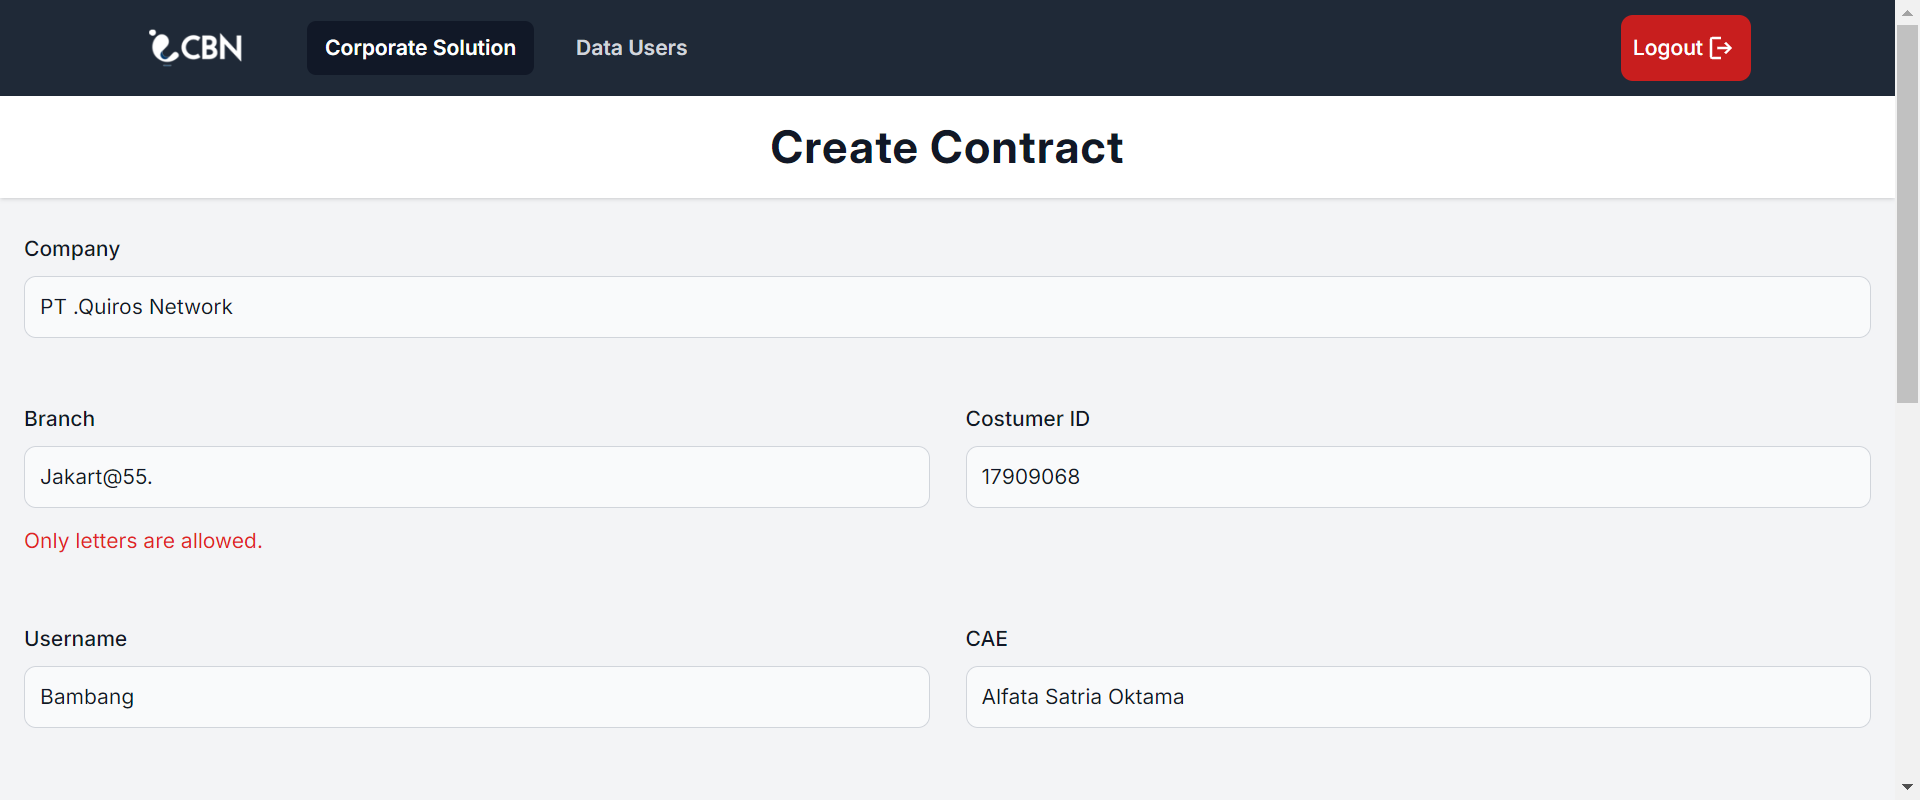 CBN
Corporate Solution
Data Users
Logout
Create Contract
Company
PT .Quiros Network
Branch
Costumer ID
Jakart@55.
17909068
Only letters are allowed.
Username
CAE
Bambang
Alfata Satria Oktama